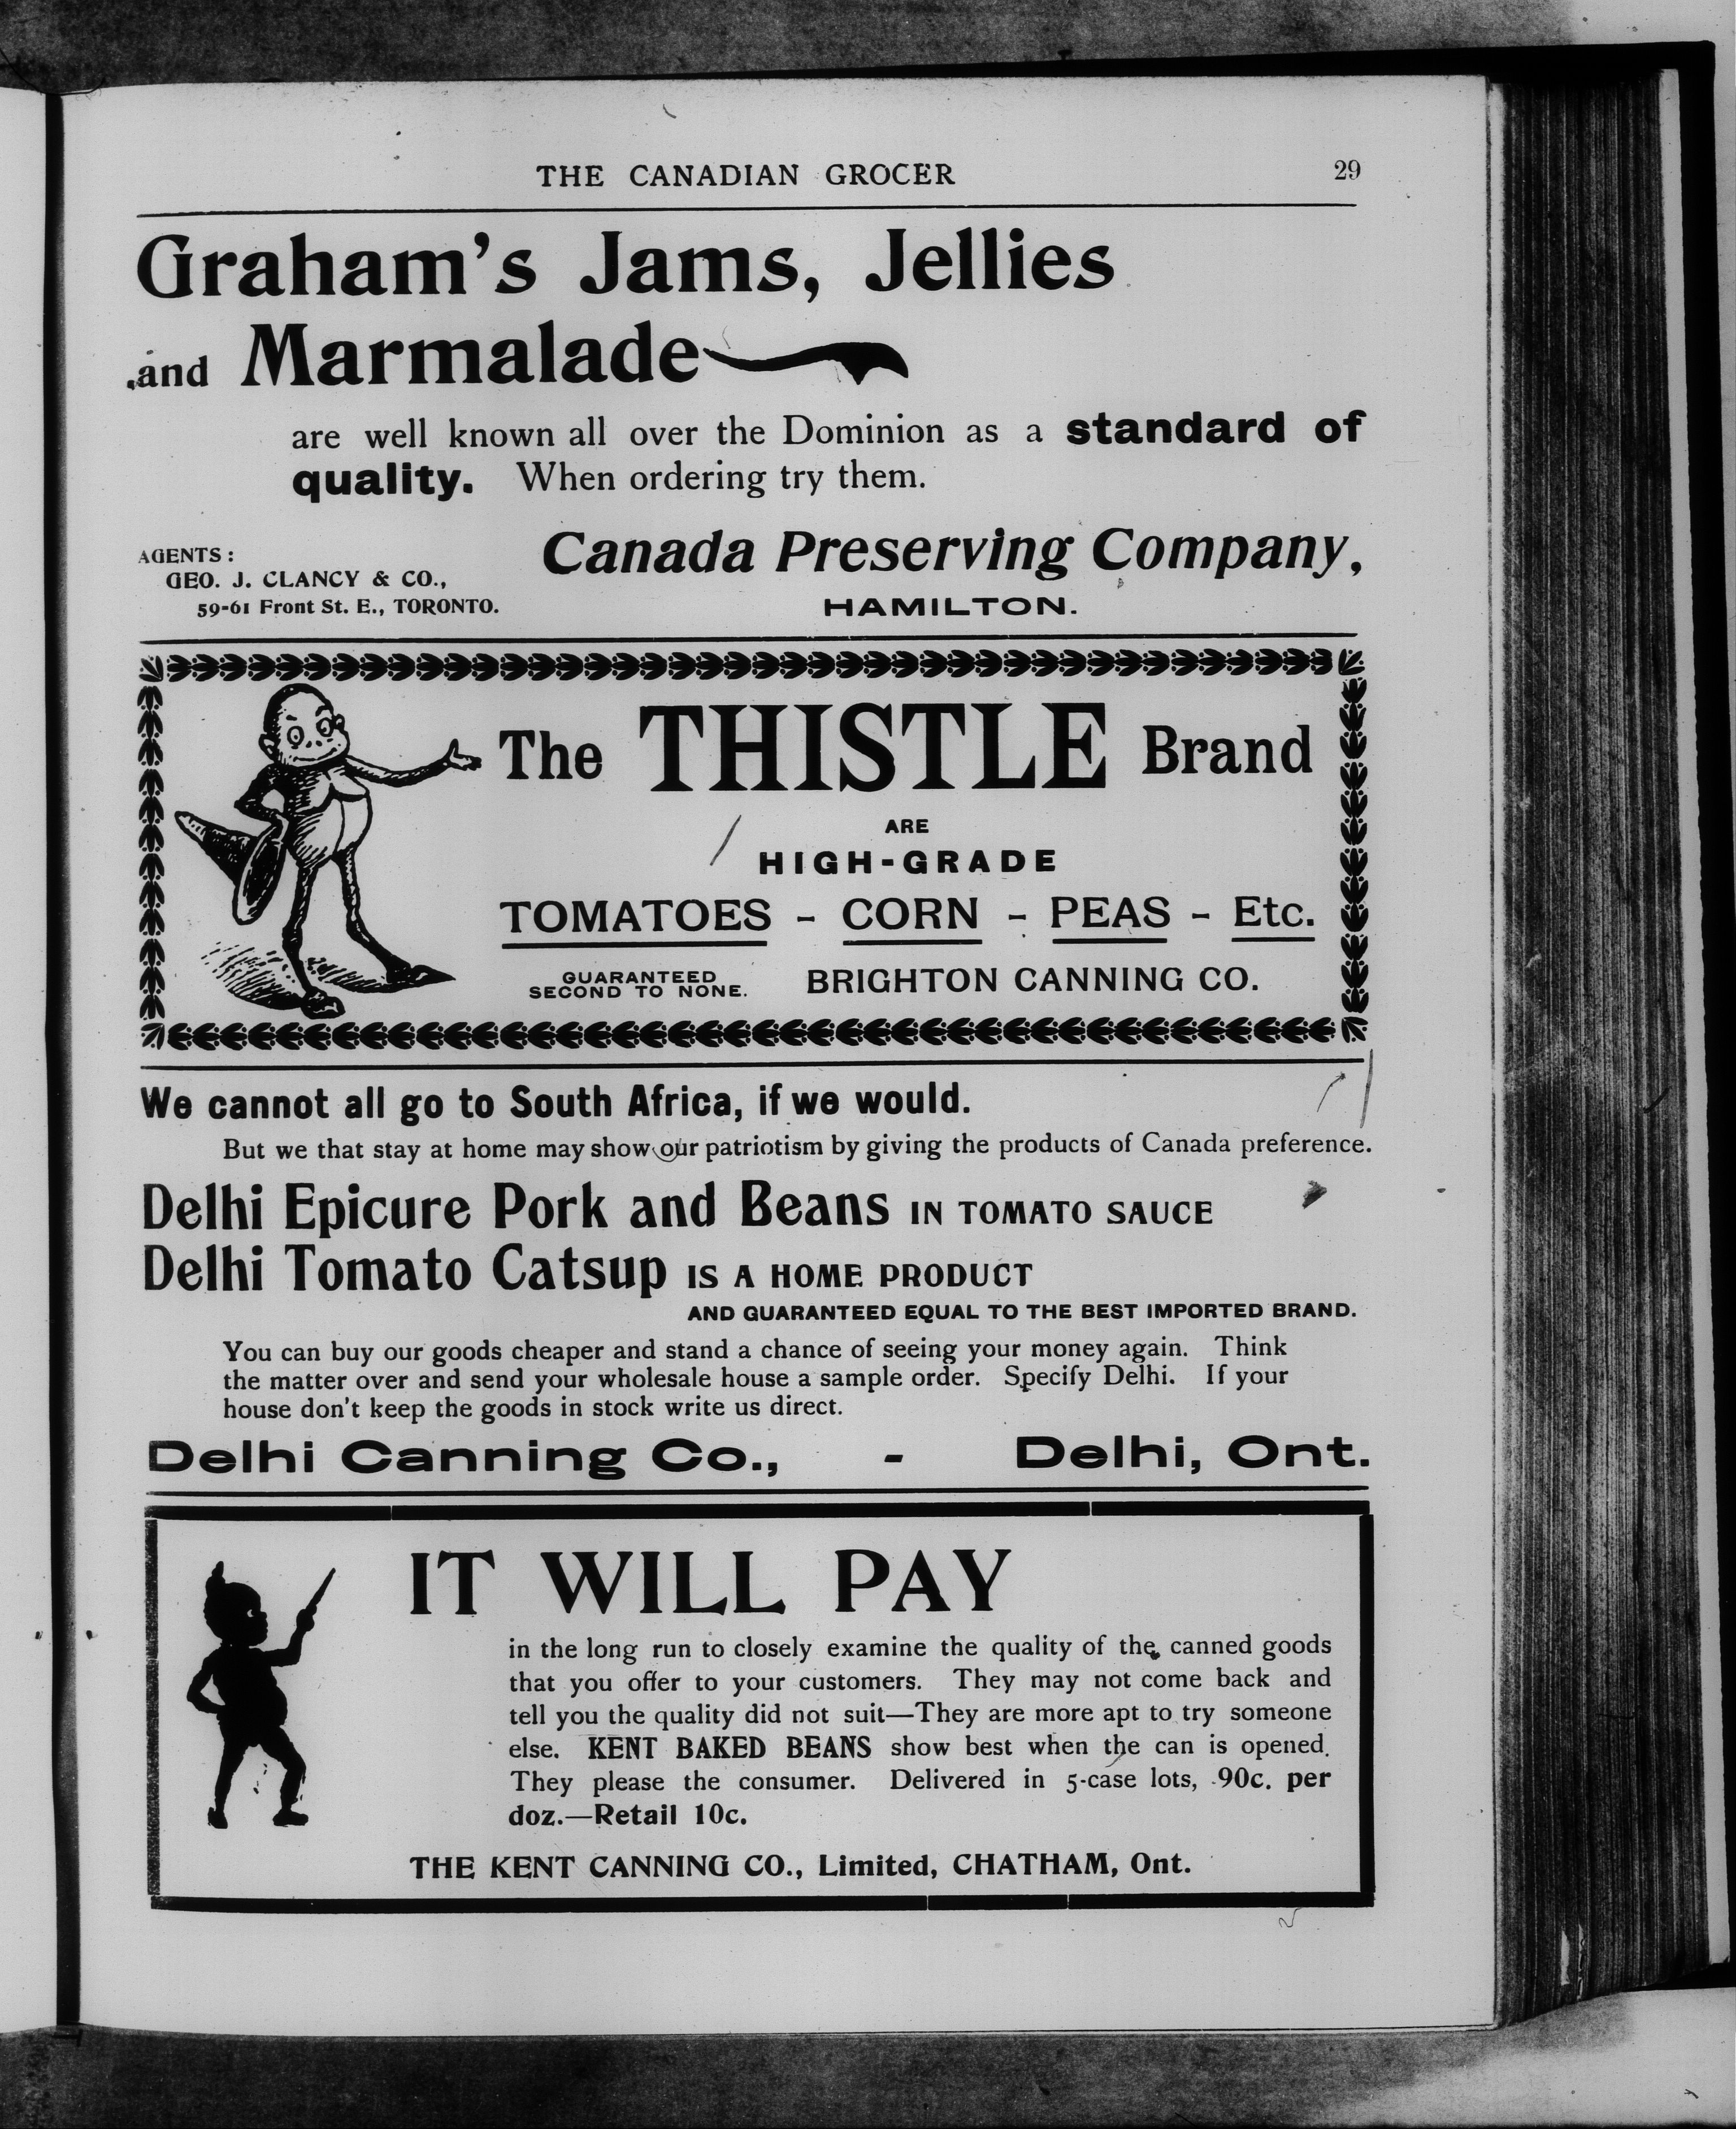 THE CANADIAN GROCER 29
Graham's Jams, Jellies
and Marmalade
are well known all over the Dominion as a standard of
quality. When ordering try them.
AGENTS:
GEO. J. CLANCY & CO.,
59-61 Front St. E., TORONTO.
Canada Preserving Company,
HAMILTON.
The THISTLE Brand
ARE
HIGH-GRADE
TOMATOES - CORN - PEAS - Etc.
GUARANTEED
SECOND TO NONE.
BRIGHTON CANNING CO.
We cannot all go to South Africa, if we would.
But we that stay at home may show our patriotism by giving the products of Canada preference.
Delhi Epicure Pork and Beans IN TOMATO SAUCE
Delhi Tomato Catsup IS A HOME PRODUCT
AND GUARANTEED EQUAL TO THE BEST IMPORTED BRAND.
You can buy our goods cheaper and stand a chance of seeing your money again. Think
the matter over and send your wholesale house a sample order. Specify Delhi. If your
house don't keep the goods in stock write us direct.
Delhi Canning Co., - Delhi, Ont.
IT WILL PAY
in the long run to closely examine the quality of the canned goods
that you offer to your customers. They may not come back and
tell you the quality did not suit—They are more apt to try someone
else. KENT BAKED BEANS show best when the can is opened.
They please the consumer. Delivered in 5-case lots, 90c. per
doz.—Retail 10c.
THE KENT CANNING CO., Limited, CHATHAM, Ont.